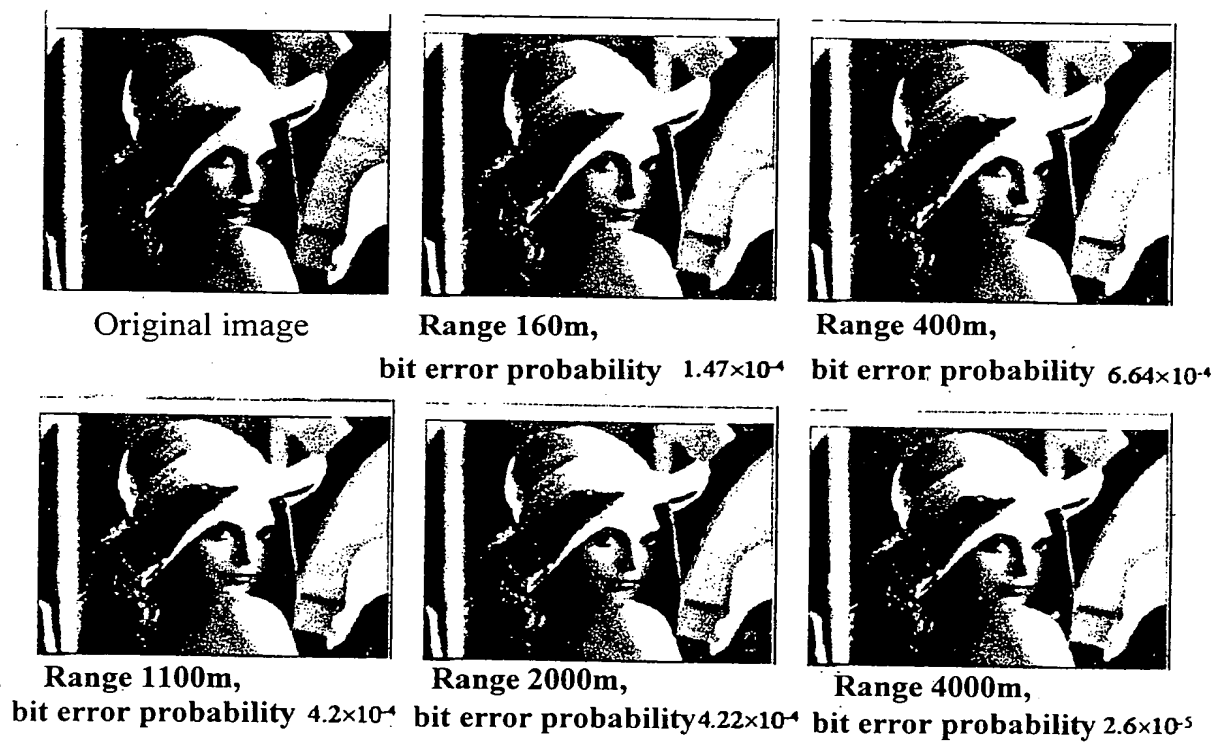 Original image
Range 160m,
bit error probability 1.47×10⁻⁴
Range 400m,
bit error probability 6.64×10⁻⁴
Range 1100m,
bit error probability 4.2×10⁻⁴
Range 2000m,
bit error probability 4.22×10⁻⁴
Range 4000m,
bit error probability 2.6×10⁻⁵